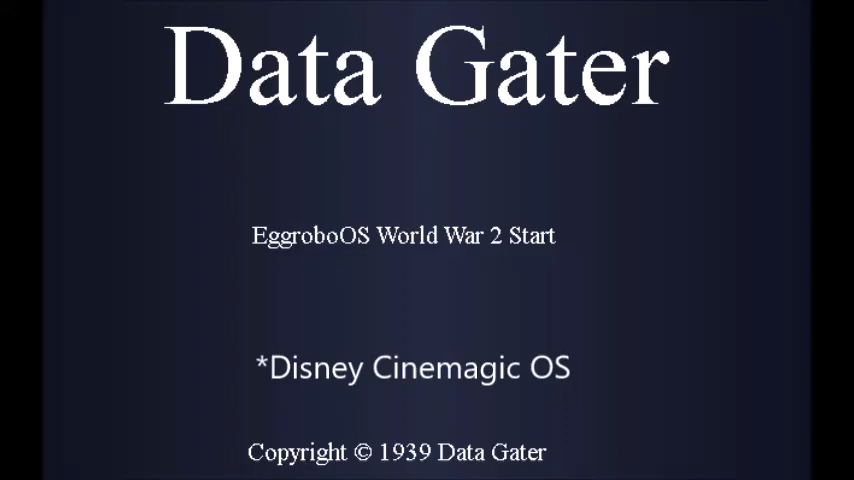 Data Gater
EggroboOS World War 2 Start
*Disney Cinemagic OS
Copyright © 1939 Data Gater